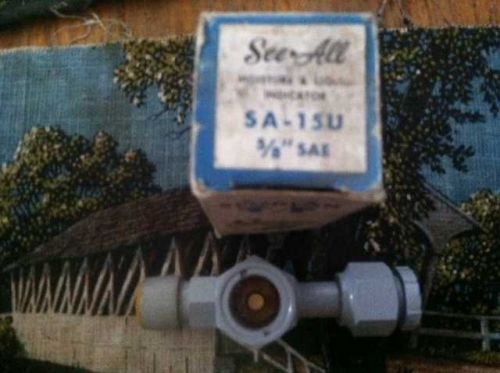 See·All
MOISTURE & LIQUID
INDICATOR
SA-15U
5/8" SAE